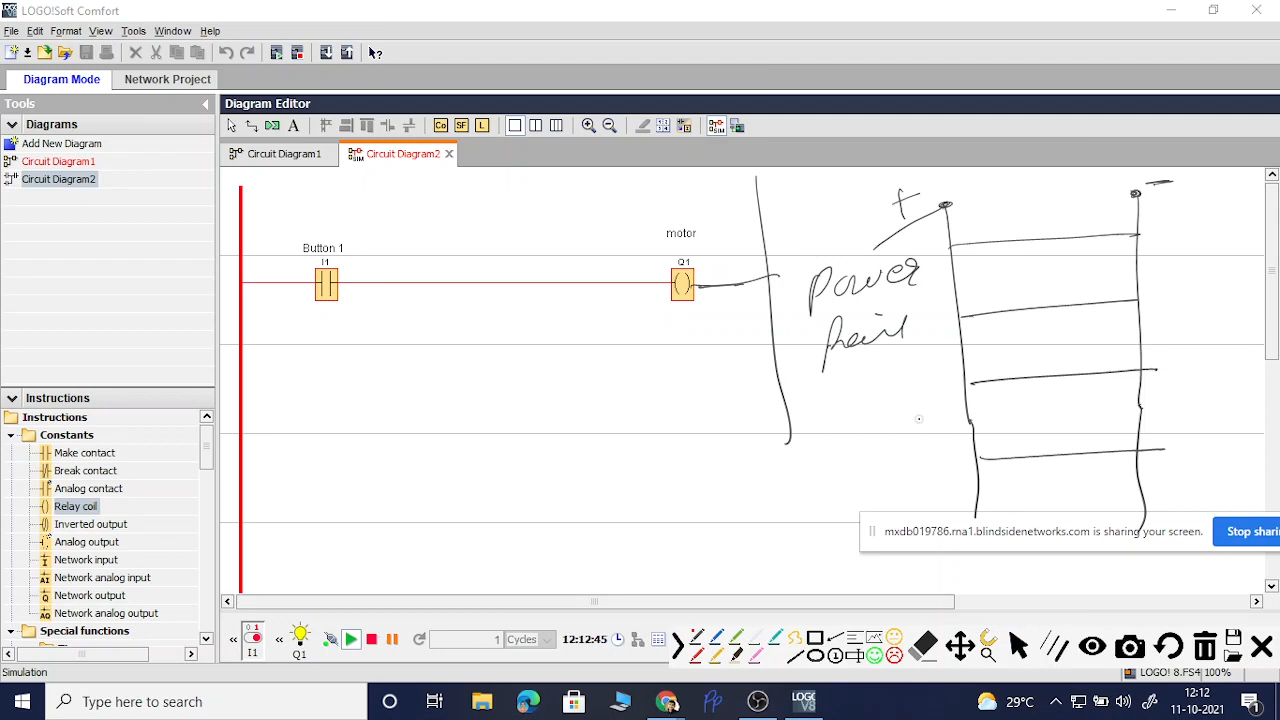 LOGO!Soft Comfort
File Edit Format View Tools Window Help
Diagram Mode Network Project
Tools
Diagrams
Add New Diagram
Circuit Diagram1
Circuit Diagram2
Instructions
Instructions
Constants
Make contact
Break contact
Analog contact
Relay coil
Inverted output
Analog output
Network input
Network analog input
Network output
Network analog output
Special functions
Diagram Editor
Co SF L
Circuit Diagram1 Circuit Diagram2
Button 1
I1
motor
Q1
+
−
Power
mxdb019786.rna1.blindsidenetworks.com is sharing your screen.
Stop shari
I1 Q1 1 Cycles 12:12:45
Simulation
LOGO! 8.FS4 100%
Type here to search
29°C
12:12
11-10-2021